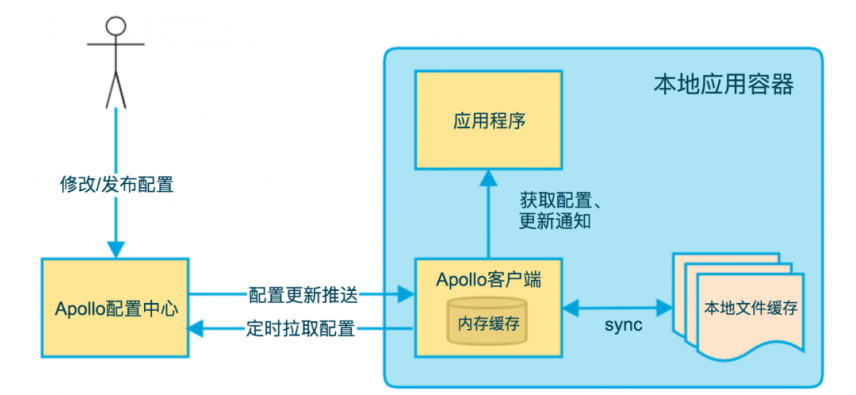 本地应用容器
应用程序
修改/发布配置
获取配置、
更新通知
Apollo配置中心
配置更新推送
定时拉取配置
Apollo客户端
内存缓存
sync
本地文件缓存